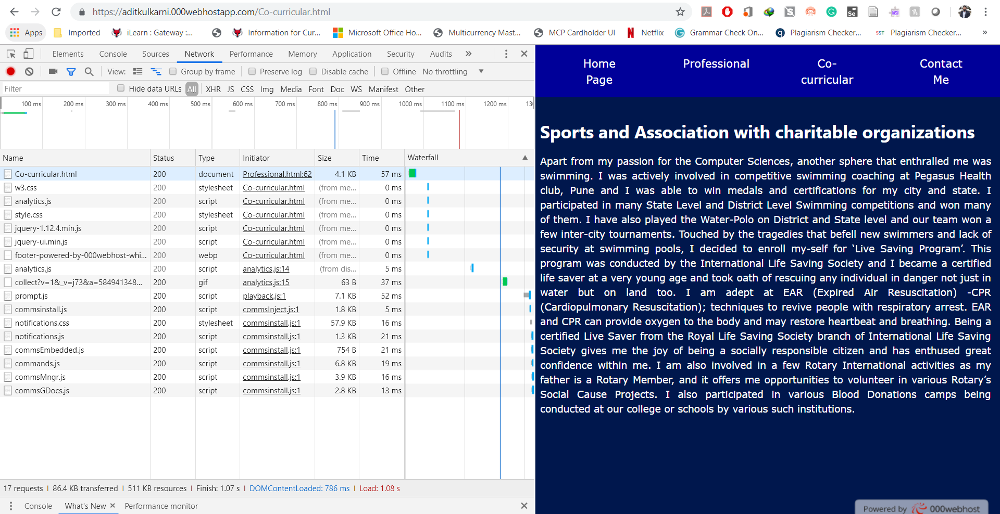 https://aditkulkarni.000webhostapp.com/Co-curricular.html
Apps Imported iLearn : Gateway :... Information for Cur... Microsoft Office Ho... Multicurrency Mast... MCP Cardholder UI Netflix Grammar Check On... Plagiarism Checker... SST Plagiarism Checker... »
Elements Console Sources Network Performance Memory Application Security Audits »
View: Group by frame Preserve log Disable cache Offline No throttling
Filter Hide data URLs All XHR JS CSS Img Media Font Doc WS Manifest Other
100 ms 200 ms 300 ms 400 ms 500 ms 600 ms 700 ms 800 ms 900 ms 1000 ms 1100 ms 1200 ms 13
Name Status Type Initiator Size Time Waterfall
Co-curricular.html 200 document Professional.html:62 4.1 KB 57 ms
w3.css 200 stylesheet Co-curricular.html (from me... 0 ms
analytics.js 200 script Co-curricular.html (from me... 0 ms
style.css 200 stylesheet Co-curricular.html (from me... 0 ms
jquery-1.12.4.min.js 200 script Co-curricular.html (from me... 0 ms
jquery-ui.min.js 200 script Co-curricular.html (from me... 0 ms
footer-powered-by-000webhost-whi... 200 webp Co-curricular.html (from me... 0 ms
analytics.js 200 script analytics.js:14 (from dis... 5 ms
collect?v=1&_v=j73&a=584941348... 200 gif analytics.js:15 63 B 37 ms
prompt.js 200 script playback.js:1 7.1 KB 52 ms
commsinstall.js 200 script commsInject.js:1 1.8 KB 5 ms
notifications.css 200 stylesheet commsinstall.js:1 57.9 KB 16 ms
notifications.js 200 script commsinstall.js:1 1.3 KB 21 ms
commsEmbedded.js 200 script commsinstall.js:1 754 B 21 ms
commands.js 200 script commsinstall.js:1 6.8 KB 19 ms
commsMngr.js 200 script commsinstall.js:1 3.9 KB 16 ms
commsGDocs.js 200 script commsinstall.js:1 2.8 KB 13 ms
17 requests | 86.4 KB transferred | 511 KB resources | Finish: 1.07 s | DOMContentLoaded: 786 ms | Load: 1.08 s
Console What's New Performance monitor
Home Professional Co- Contact
Page curricular Me
Sports and Association with charitable organizations
Apart from my passion for the Computer Sciences, another sphere that enthralled me was
swimming. I was actively involved in competitive swimming coaching at Pegasus Health
club, Pune and I was able to win medals and certifications for my city and state. I
participated in many State Level and District Level Swimming competitions and won many
of them. I have also played the Water-Polo on District and State level and our team won a
few inter-city tournaments. Touched by the tragedies that befell new swimmers and lack of
security at swimming pools, I decided to enroll my-self for ‘Live Saving Program’. This
program was conducted by the International Life Saving Society and I became a certified
life saver at a very young age and took oath of rescuing any individual in danger not just in
water but on land too. I am adept at EAR (Expired Air Resuscitation) -CPR
(Cardiopulmonary Resuscitation); techniques to revive people with respiratory arrest. EAR
and CPR can provide oxygen to the body and may restore heartbeat and breathing. Being a
certified Live Saver from the Royal Life Saving Society branch of International Life Saving
Society gives me the joy of being a socially responsible citizen and has enthused great
confidence within me. I am also involved in a few Rotary International activities as my
father is a Rotary Member, and it offers me opportunities to volunteer in various Rotary’s
Social Cause Projects. I also participated in various Blood Donations camps being
conducted at our college or schools by various such institutions.
Powered by 000webhost